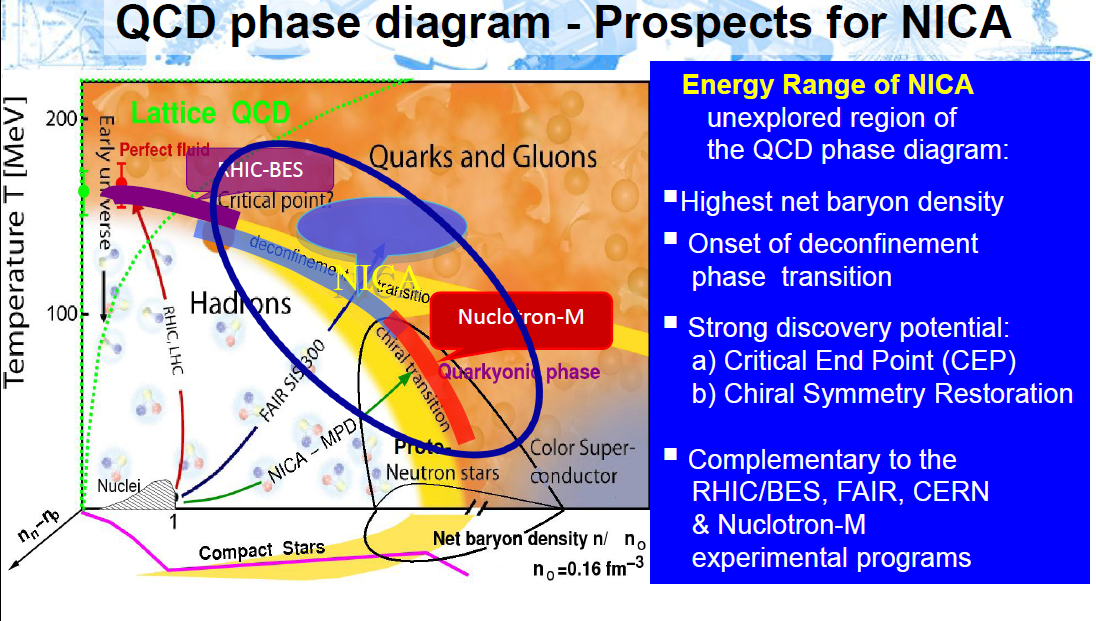 QCD phase diagram - Prospects for NICA
Temperature T [MeV]
200
100
Early universe
Lattice QCD
Perfect fluid
RHIC-BES
Critical point?
Quarks and Gluons
deconfinement transition
NICA
Hadrons
Nuclotron-M
chiral transition
Quarkyonic phase
RHIC, LHC
FAIR SIS 300
NICA – MPD
Proto-
Neutron stars
Color Super-
conductor
Nuclei
1
nn–np
Compact Stars
Net baryon density n/ no
no=0.16 fm–3
Energy Range of NICA
unexplored region of
the QCD phase diagram:
▪Highest net baryon density
▪ Onset of deconfinement
phase transition
▪ Strong discovery potential:
a) Critical End Point (CEP)
b) Chiral Symmetry Restoration
▪ Complementary to the
RHIC/BES, FAIR, CERN
& Nuclotron-M
experimental programs